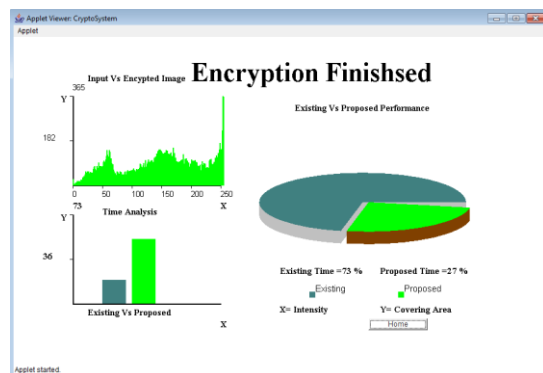 Applet Viewer: CryptoSystem
Applet
Encryption Finishsed
Input Vs Encypted Image
365
Y
182
0 50 100 150 200 250
73 X
Time Analysis
Y
36
Existing Vs Proposed
X
Existing Vs Proposed Performance
Existing Time =73 % Proposed Time =27 %
Existing Proposed
X= Intensity Y= Covering Area
Home
Applet started.